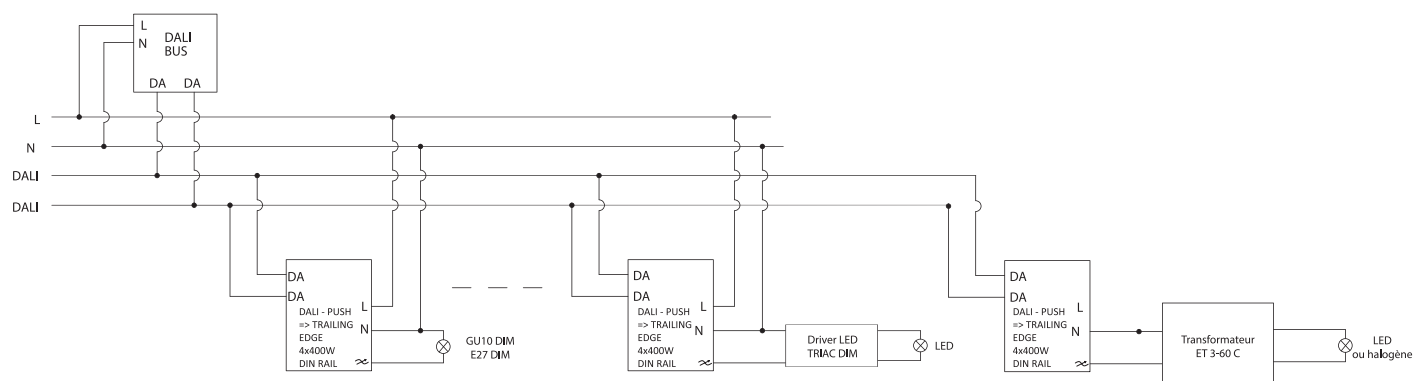 L
N
DALI
BUS
DA DA
L
N
DALI
DALI
DA
DA
L
DALI - PUSH
=> TRAILING
EDGE
4x400W
DIN RAIL
N
GU10 DIM
E27 DIM
DA
DA
L
DALI - PUSH
=> TRAILING
EDGE
4x400W
DIN RAIL
N
Driver LED
TRIAC DIM
LED
DA
DA
L
DALI - PUSH
=> TRAILING
EDGE
4x400W
DIN RAIL
N
Transformateur
ET 3-60 C
LED
ou halogène